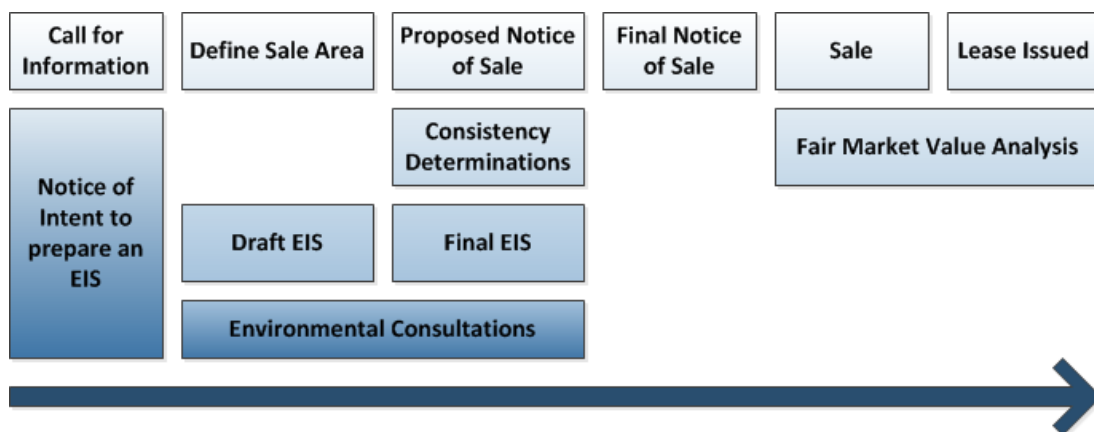 Call for
Information
Define Sale Area
Proposed Notice
of Sale
Final Notice
of Sale
Sale
Lease Issued
Notice of
Intent to
prepare an
EIS
Consistency
Determinations
Fair Market Value Analysis
Draft EIS
Final EIS
Environmental Consultations